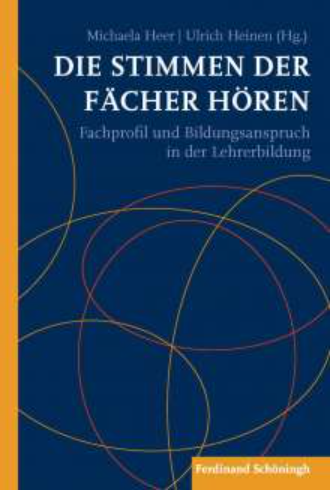 Michaela Heer | Ulrich Heinen (Hg.)
DIE STIMMEN DER
FÄCHER HÖREN
Fachprofil und Bildungsanspruch
in der Lehrerbildung
Ferdinand Schöningh